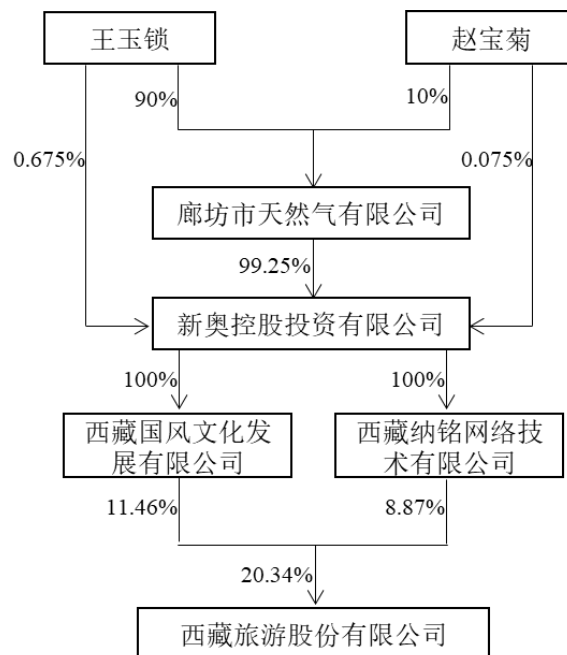 王玉锁
赵宝菊
90%
10%
0.675%
0.075%
廊坊市天然气有限公司
99.25%
新奥控股投资有限公司
100%
100%
西藏国风文化发
展有限公司
西藏纳铭网络技
术有限公司
11.46%
8.87%
20.34%
西藏旅游股份有限公司